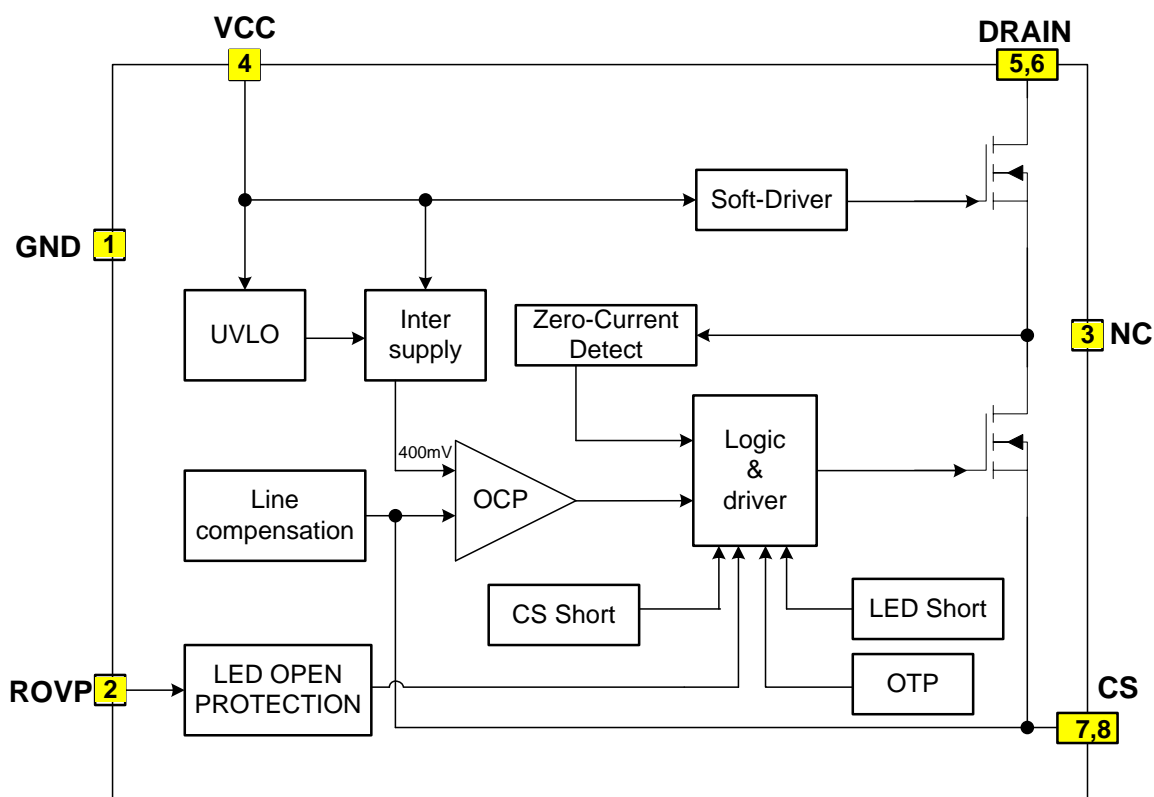 VCC
DRAIN
4
5,6
Soft-Driver
GND
1
UVLO
Inter
supply
Zero-Current
Detect
3
NC
400mV
Logic
&
driver
Line
compensation
OCP
CS Short
LED Short
ROVP
2
LED OPEN
PROTECTION
OTP
CS
7,8